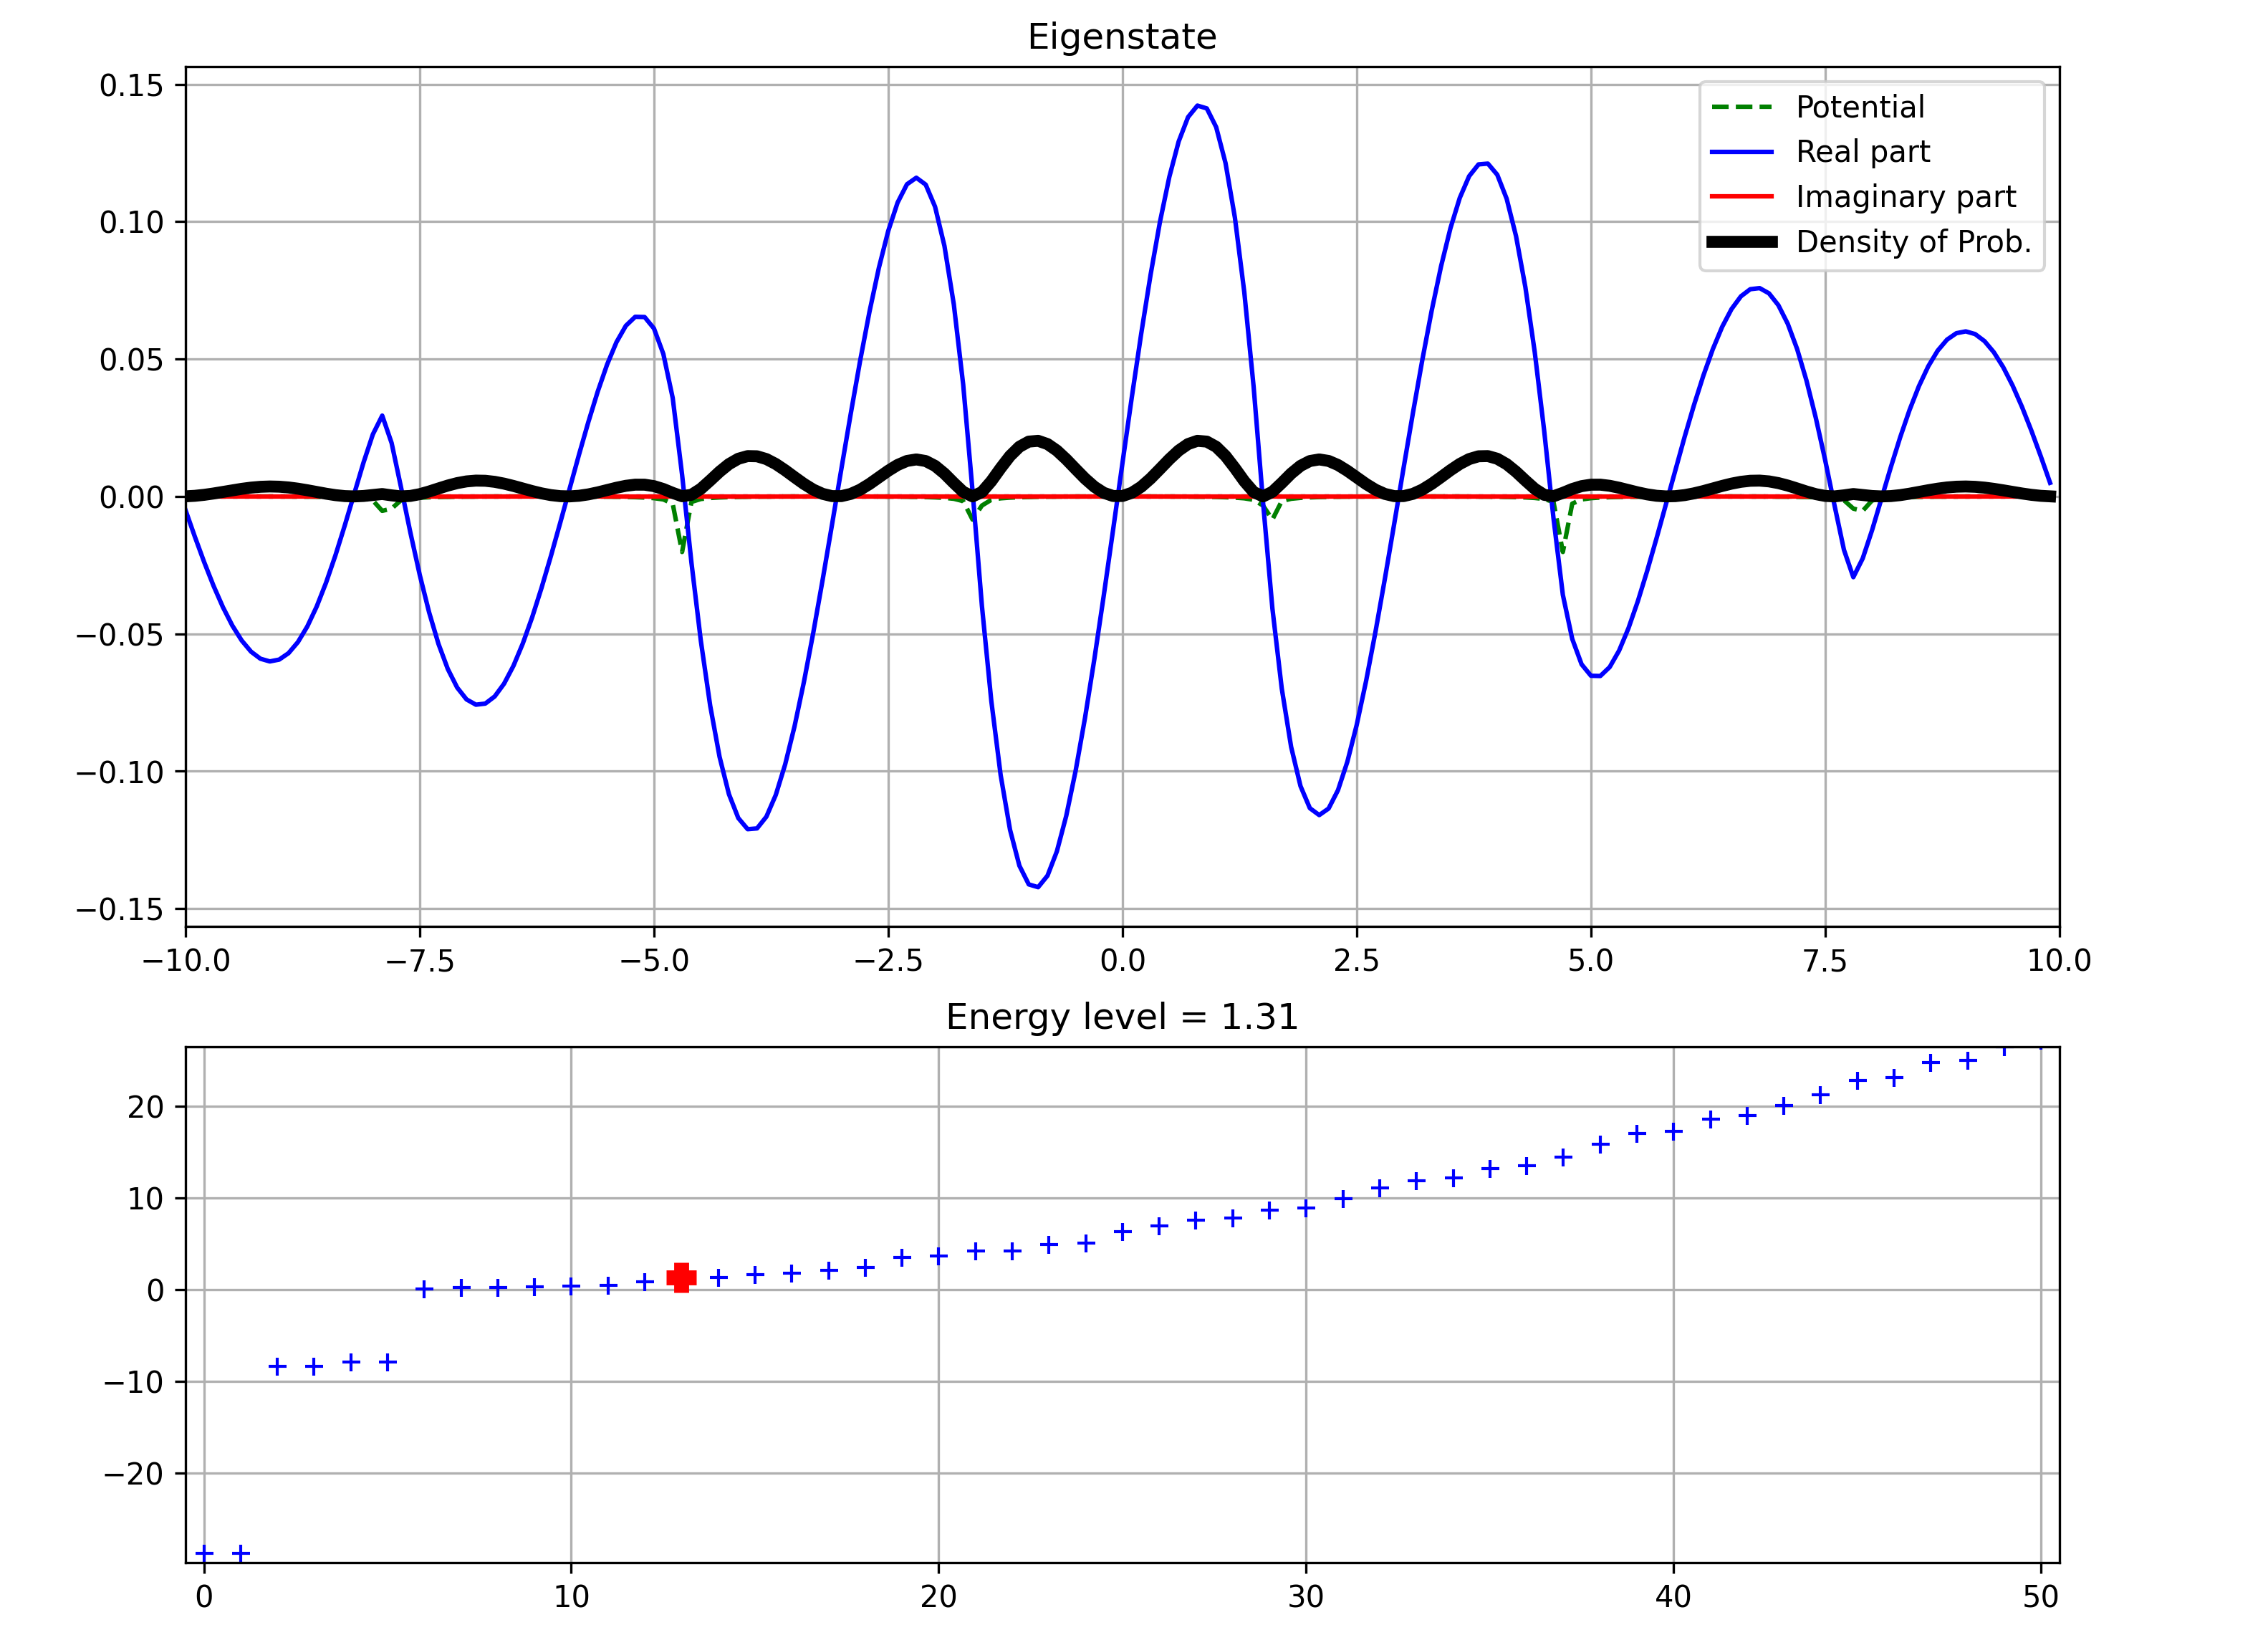 Eigenstate
0.15
0.10
0.05
0.00
−0.05
−0.10
−0.15
Potential
Real part
Imaginary part
Density of Prob.
−10.0 −7.5 −5.0 −2.5 0.0 2.5 5.0 7.5 10.0
Energy level = 1.31
20
10
0
−10
−20
0 10 20 30 40 50